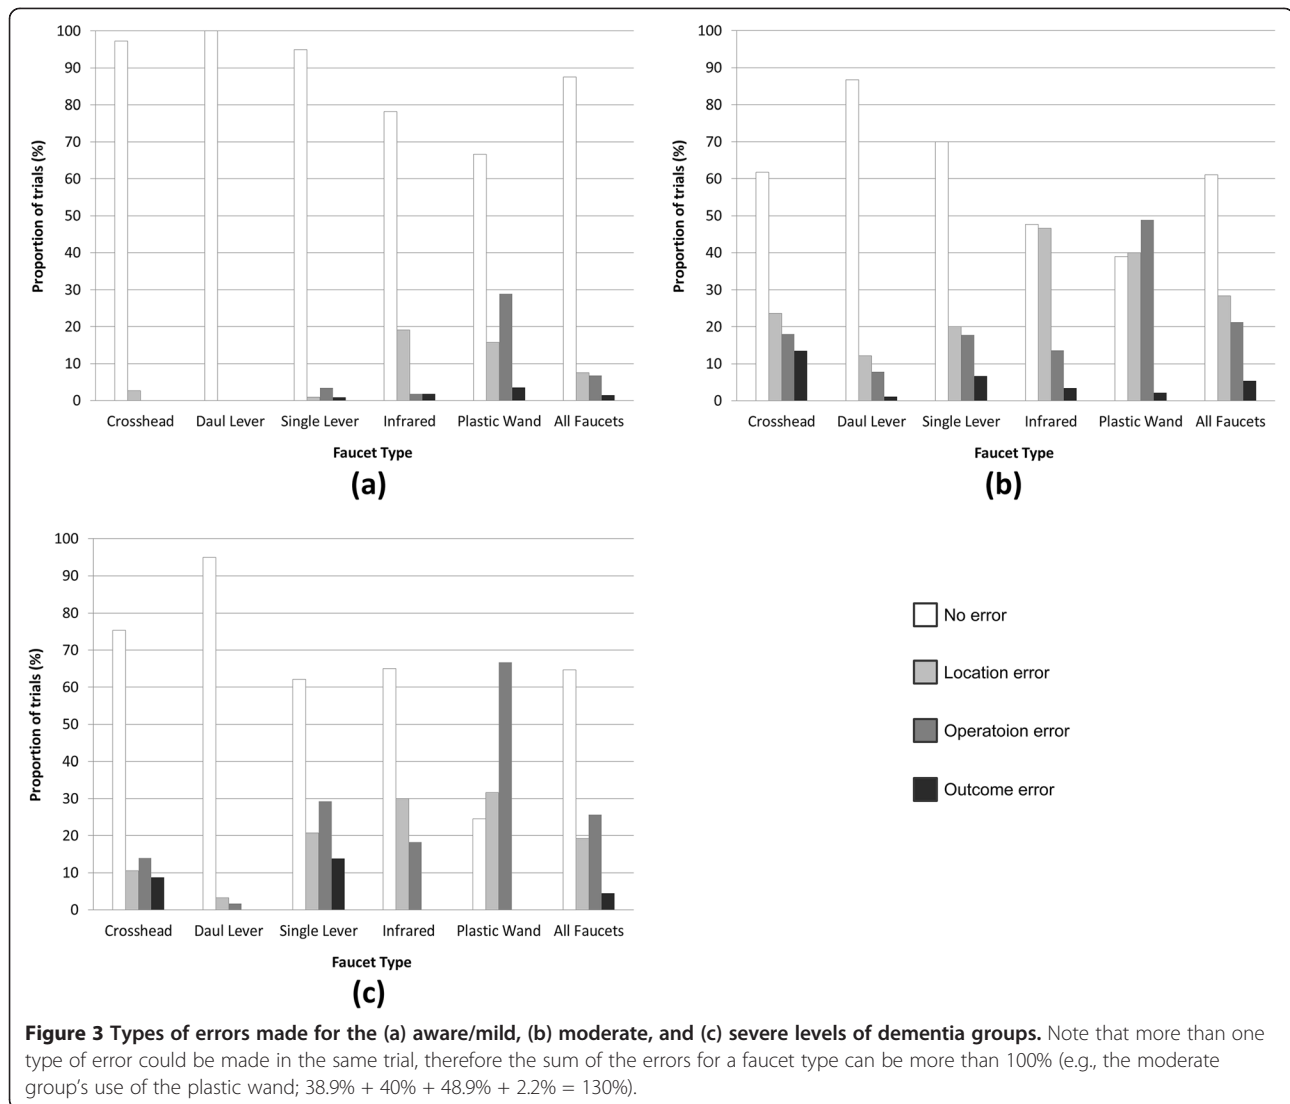 100
90
80
70
60
50
40
30
20
10
0
Proportion of trials (%)
Crosshead Daul Lever Single Lever Infrared Plastic Wand All Faucets
Faucet Type
(a)
100
90
80
70
60
50
40
30
20
10
0
Proportion of trials (%)
Crosshead Daul Lever Single Lever Infrared Plastic Wand All Faucets
Faucet Type
(b)
100
90
80
70
60
50
40
30
20
10
0
Proportion of trials (%)
Crosshead Daul Lever Single Lever Infrared Plastic Wand All Faucets
Faucet Type
(c)
No error
Location error
Operatoion error
Outcome error
Figure 3 Types of errors made for the (a) aware/mild, (b) moderate, and (c) severe levels of dementia groups. Note that more than one
type of error could be made in the same trial, therefore the sum of the errors for a faucet type can be more than 100% (e.g., the moderate
group's use of the plastic wand; 38.9% + 40% + 48.9% + 2.2% = 130%).